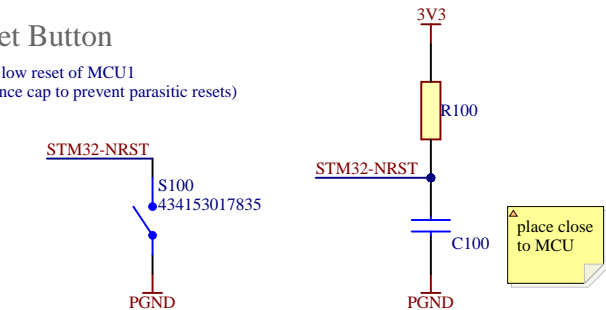 et Button
low reset of MCU1
nce cap to prevent parasitic resets)
STM32-NRST
S100
434153017835
PGND
3V3
R100
STM32-NRST
C100
PGND
place close
to MCU